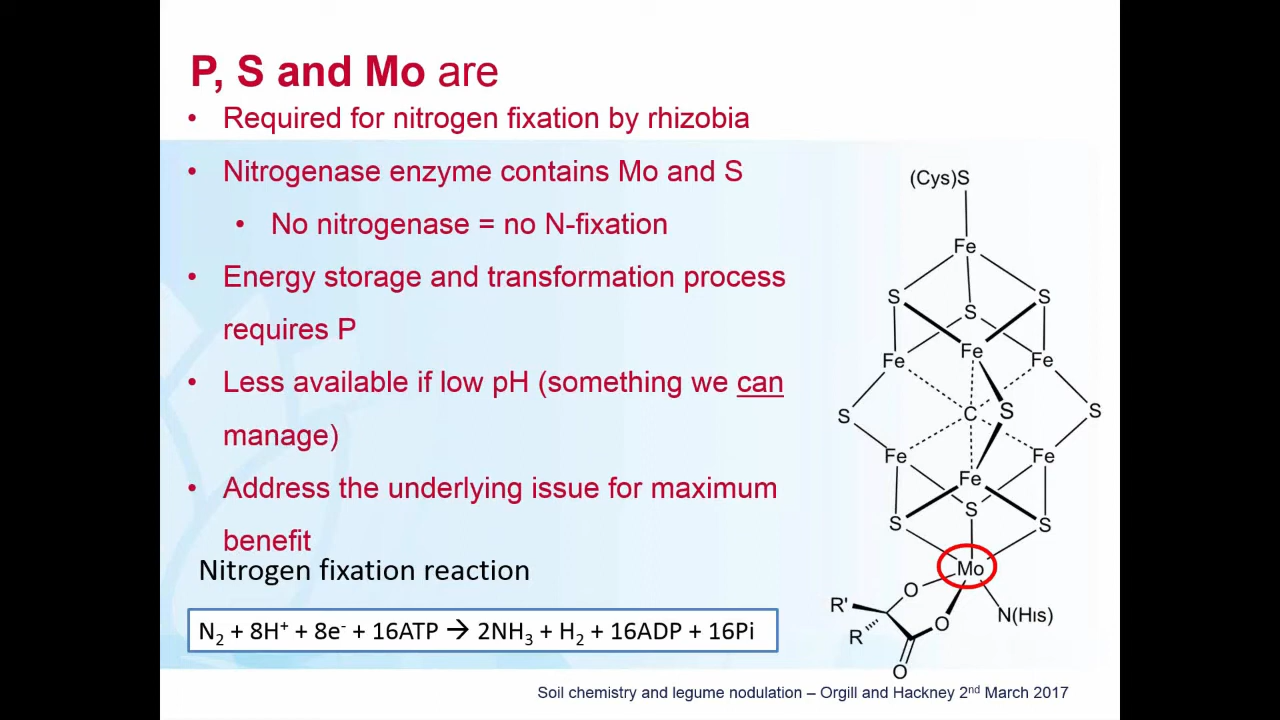 P, S and Mo are
• Required for nitrogen fixation by rhizobia
• Nitrogenase enzyme contains Mo and S
• No nitrogenase = no N-fixation
• Energy storage and transformation process
requires P
• Less available if low pH (something we can
manage)
• Address the underlying issue for maximum
benefit
Nitrogen fixation reaction
N₂ + 8H⁺ + 8e⁻ + 16ATP → 2NH₃ + H₂ + 16ADP + 16Pi
(Cys)S
Fe
S S
S
Fe Fe Fe
S C S S
Fe Fe Fe
S S S
Mo
O
R' N(His)
R O
O
Soil chemistry and legume nodulation – Orgill and Hackney 2nd March 2017